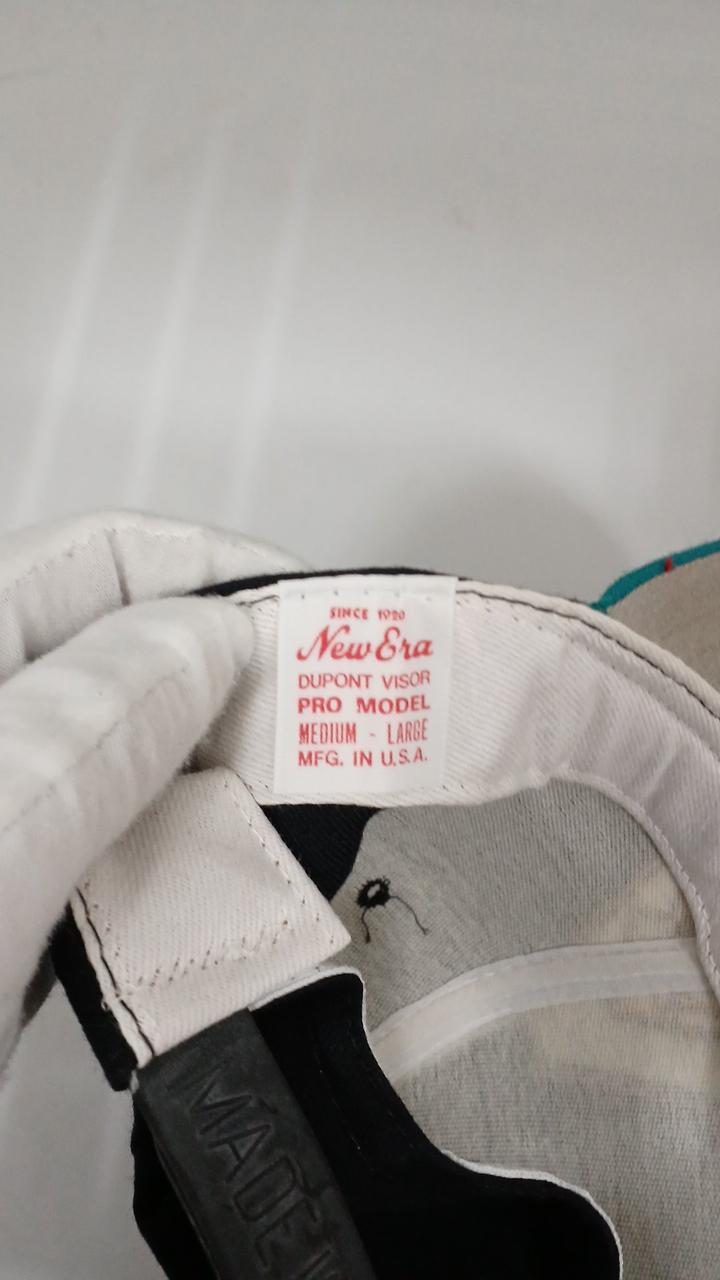 SINCE 1920
New Era
DUPONT VISOR
PRO MODEL
MEDIUM - LARGE
MFG. IN U.S.A.
MADE